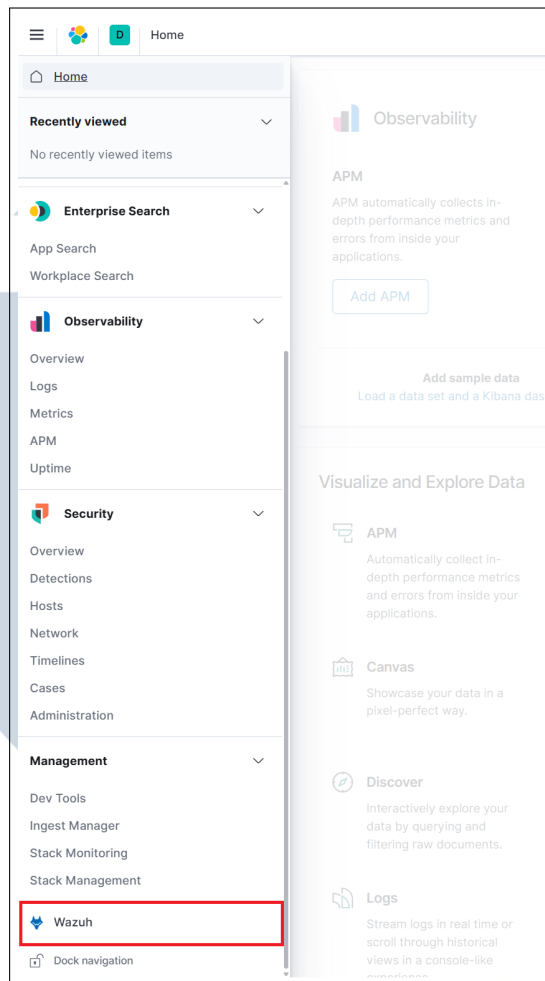 D Home
Home
Recently viewed
No recently viewed items
Enterprise Search
App Search
Workplace Search
Observability
Overview
Logs
Metrics
APM
Uptime
Security
Overview
Detections
Hosts
Network
Timelines
Cases
Administration
Management
Dev Tools
Ingest Manager
Stack Monitoring
Stack Management
Wazuh
Dock navigation
Observability
APM
APM automatically collects in-
depth performance metrics and
errors from inside your
applications.
Add APM
Add sample data
Load a data set and a Kibana das
Visualize and Explore Data
APM
Automatically collect in-
depth performance metrics
and errors from inside your
applications.
Canvas
Showcase your data in a
pixel-perfect way.
Discover
Interactively explore your
data by querying and
filtering raw documents.
Logs
Stream logs in real time or
scroll through historical
views in a console-like
experience.